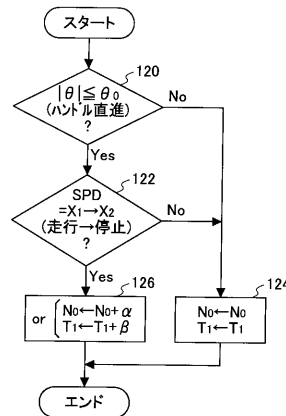 スタート
120
|θ|≦θ₀
(ハンドル直進)
?
No
Yes
122
SPD
=X₁→X₂
(走行→停止)
?
No
Yes
126
or { N₀←N₀+α
T₁←T₁+β
124
N₀←N₀
T₁←T₁
エンド